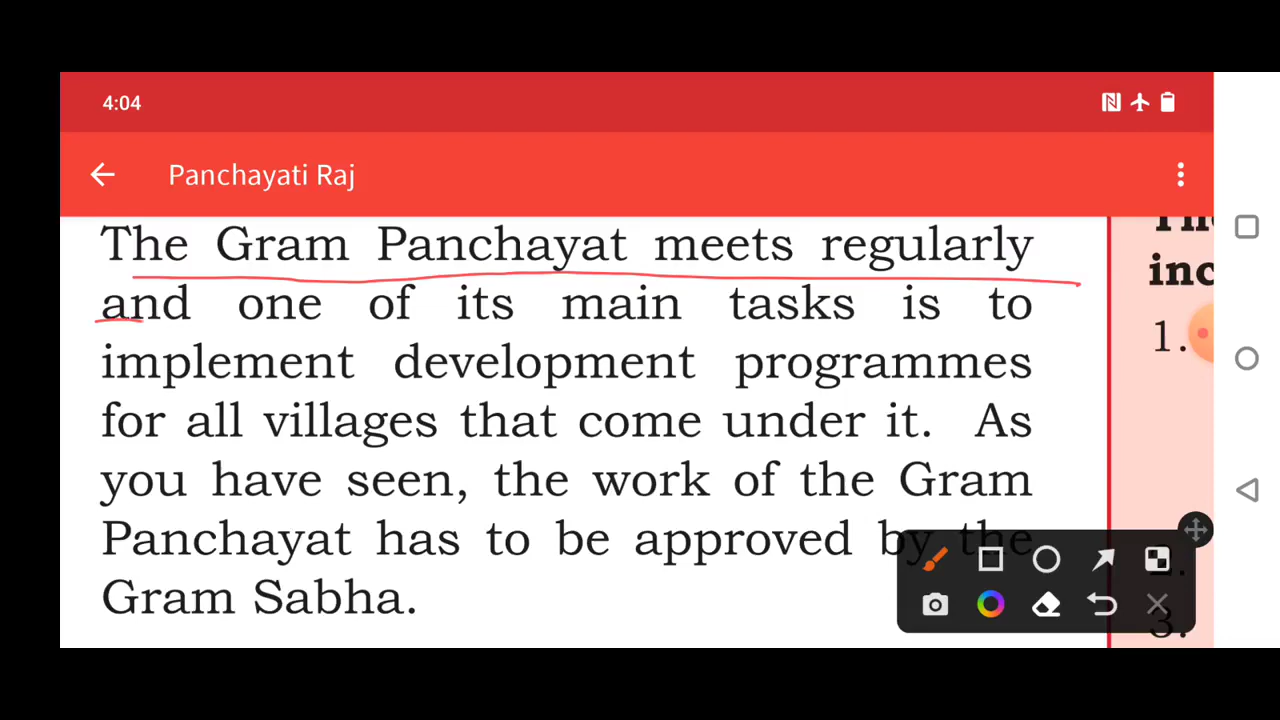 4:04
Panchayati Raj
The Gram Panchayat meets regularly
and one of its main tasks is to
implement development programmes
for all villages that come under it. As
you have seen, the work of the Gram
Panchayat has to be approved by the
Gram Sabha.
inc
1.
2.
3.